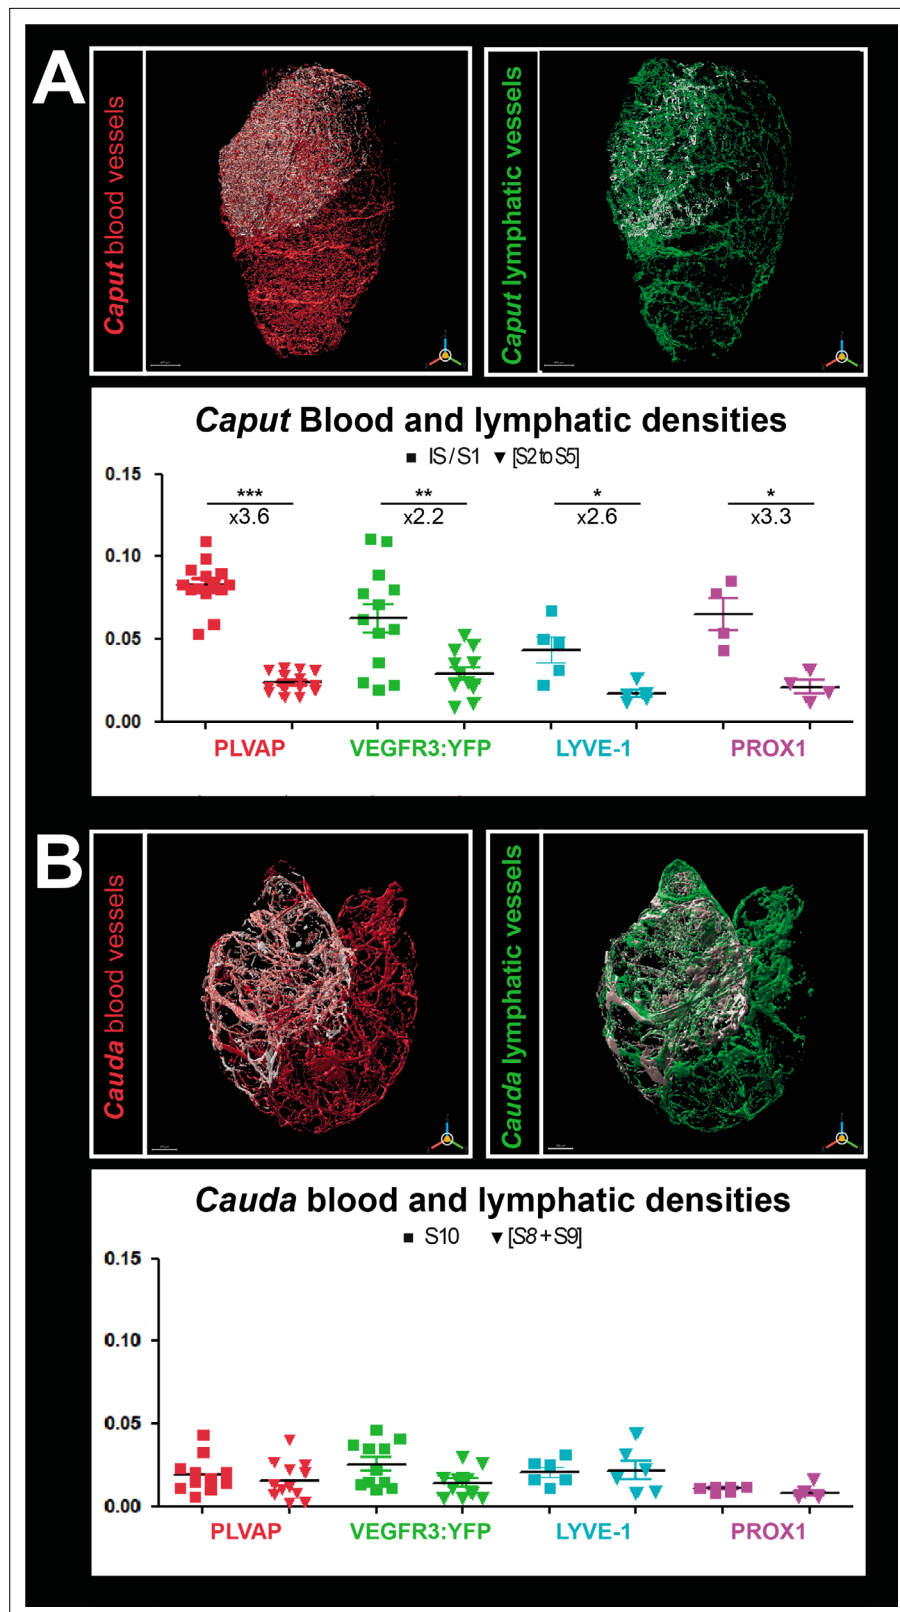 A
Caput blood vessels
Caput lymphatic vessels
Caput Blood and lymphatic densities
■ IS / S1 ▼ [S2 to S5]
0.15
0.10
0.05
0.00
*** ** * *
x3.6 x2.2 x2.6 x3.3
PLVAP VEGFR3:YFP LYVE-1 PROX1
B
Cauda blood vessels
Cauda lymphatic vessels
Cauda blood and lymphatic densities
■ S10 ▼ [S8 + S9]
0.15
0.10
0.05
0.00
PLVAP VEGFR3:YFP LYVE-1 PROX1